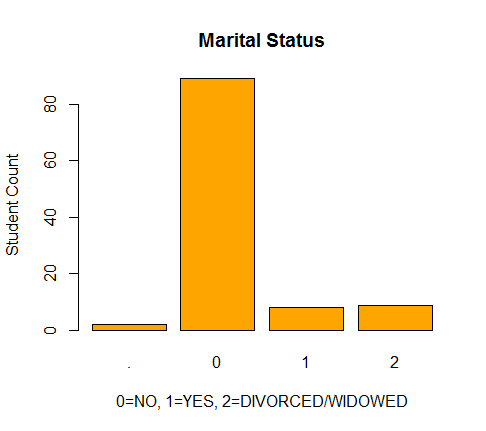 Marital Status
Student Count
80
60
40
20
0
. 0 1 2
0=NO, 1=YES, 2=DIVORCED/WIDOWED